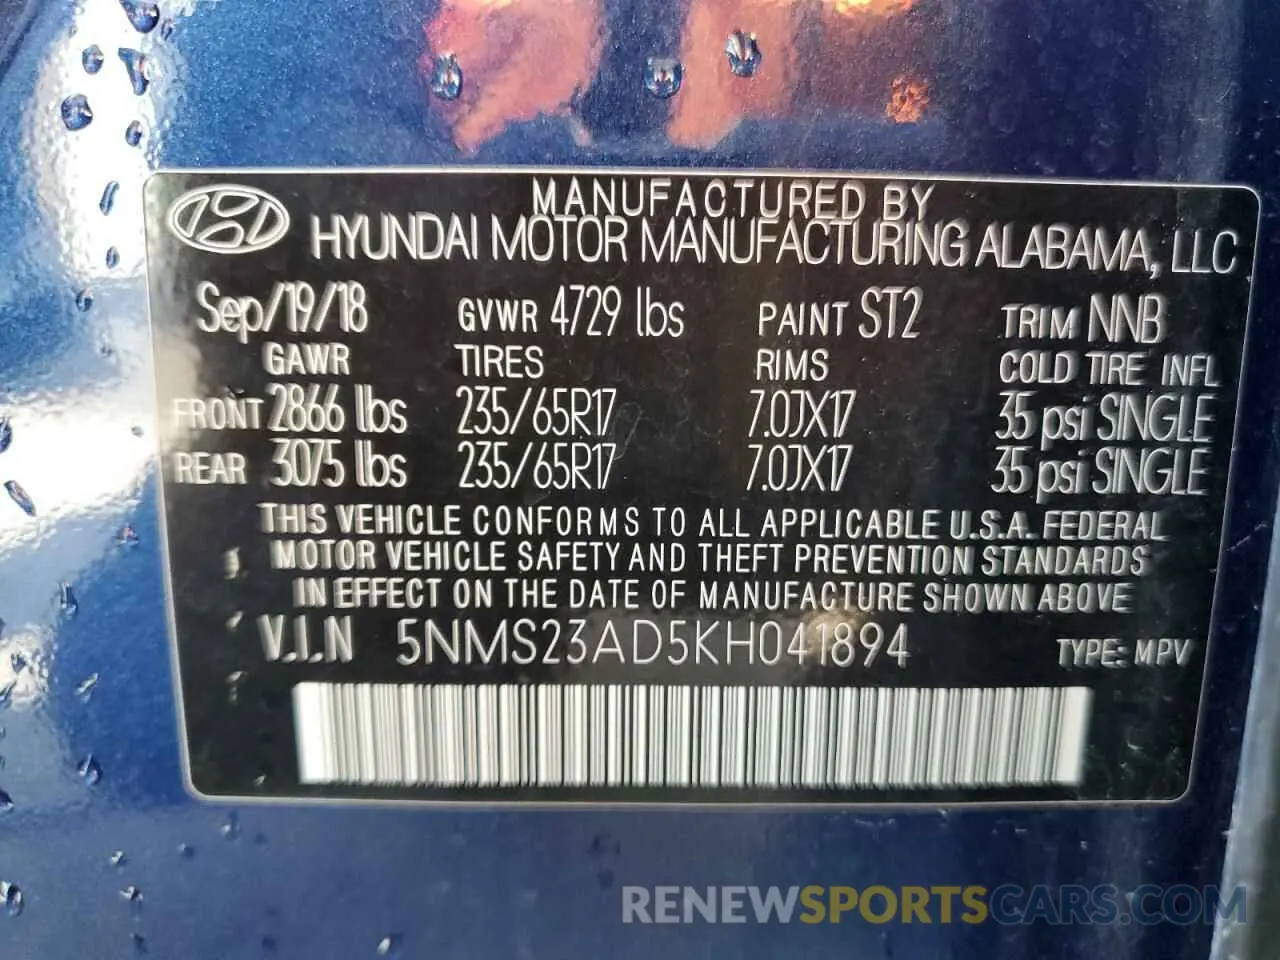 MANUFACTURED BY
HYUNDAI MOTOR MANUFACTURING ALABAMA, LLC
Sep/19/18 GVWR 4729 lbs PAINT ST2 TRIM NNB
GAWR TIRES RIMS COLD TIRE INFL
FRONT 2866 lbs 235/65R17 7.0JX17 35 psi SINGLE
REAR 3075 lbs 235/65R17 7.0JX17 35 psi SINGLE
THIS VEHICLE CONFORMS TO ALL APPLICABLE U.S.A. FEDERAL
MOTOR VEHICLE SAFETY AND THEFT PREVENTION STANDARDS
IN EFFECT ON THE DATE OF MANUFACTURE SHOWN ABOVE
V.I.N 5NMS23AD5KH041894 TYPE: MPV
RENEWSPORTSCARS.COM